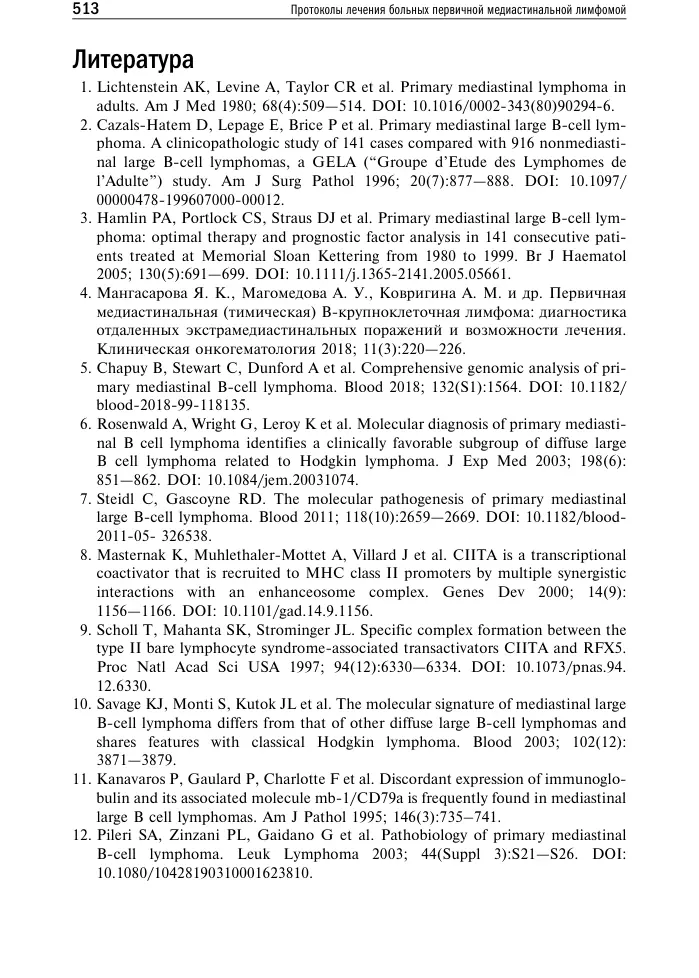 513
Протоколы лечения больных первичной медиастинальной лимфомой
Литература
1. Lichtenstein AK, Levine A, Taylor CR et al. Primary mediastinal lymphoma in
adults. Am J Med 1980; 68(4):509—514. DOI: 10.1016/0002-343(80)90294-6.
2. Cazals-Hatem D, Lepage E, Brice P et al. Primary mediastinal large B-cell lym-
phoma. A clinicopathologic study of 141 cases compared with 916 nonmediasti-
nal large B-cell lymphomas, a GELA (“Groupe d’Etude des Lymphomes de
l’Adulte”) study. Am J Surg Pathol 1996; 20(7):877—888. DOI: 10.1097/
00000478-199607000-00012.
3. Hamlin PA, Portlock CS, Straus DJ et al. Primary mediastinal large B-cell lym-
phoma: optimal therapy and prognostic factor analysis in 141 consecutive pati-
ents treated at Memorial Sloan Kettering from 1980 to 1999. Br J Haematol
2005; 130(5):691—699. DOI: 10.1111/j.1365-2141.2005.05661.
4. Мангасарова Я. К., Магомедова А. У., Ковригина А. М. и др. Первичная
медиастинальная (тимическая) В-крупноклеточная лимфома: диагностика
отдаленных экстрамедиастинальных поражений и возможности лечения.
Клиническая онкогематология 2018; 11(3):220—226.
5. Chapuy B, Stewart C, Dunford A et al. Comprehensive genomic analysis of pri-
mary mediastinal B-cell lymphoma. Blood 2018; 132(S1):1564. DOI: 10.1182/
blood-2018-99-118135.
6. Rosenwald A, Wright G, Leroy K et al. Molecular diagnosis of primary mediasti-
nal B cell lymphoma identifies a clinically favorable subgroup of diffuse large
B cell lymphoma related to Hodgkin lymphoma. J Exp Med 2003; 198(6):
851—862. DOI: 10.1084/jem.20031074.
7. Steidl C, Gascoyne RD. The molecular pathogenesis of primary mediastinal
large B-cell lymphoma. Blood 2011; 118(10):2659—2669. DOI: 10.1182/blood-
2011-05- 326538.
8. Masternak K, Muhlethaler-Mottet A, Villard J et al. CIITA is a transcriptional
coactivator that is recruited to MHC class II promoters by multiple synergistic
interactions with an enhanceosome complex. Genes Dev 2000; 14(9):
1156—1166. DOI: 10.1101/gad.14.9.1156.
9. Scholl T, Mahanta SK, Strominger JL. Specific complex formation between the
type II bare lymphocyte syndrome-associated transactivators CIITA and RFX5.
Proc Natl Acad Sci USA 1997; 94(12):6330—6334. DOI: 10.1073/pnas.94.
12.6330.
10. Savage KJ, Monti S, Kutok JL et al. The molecular signature of mediastinal large
B-cell lymphoma differs from that of other diffuse large B-cell lymphomas and
shares features with classical Hodgkin lymphoma. Blood 2003; 102(12):
3871—3879.
11. Kanavaros P, Gaulard P, Charlotte F et al. Discordant expression of immunoglo-
bulin and its associated molecule mb-1/CD79a is frequently found in mediastinal
large B cell lymphomas. Am J Pathol 1995; 146(3):735—741.
12. Pileri SA, Zinzani PL, Gaidano G et al. Pathobiology of primary mediastinal
B-cell lymphoma. Leuk Lymphoma 2003; 44(Suppl 3):S21—S26. DOI:
10.1080/10428190310001623810.